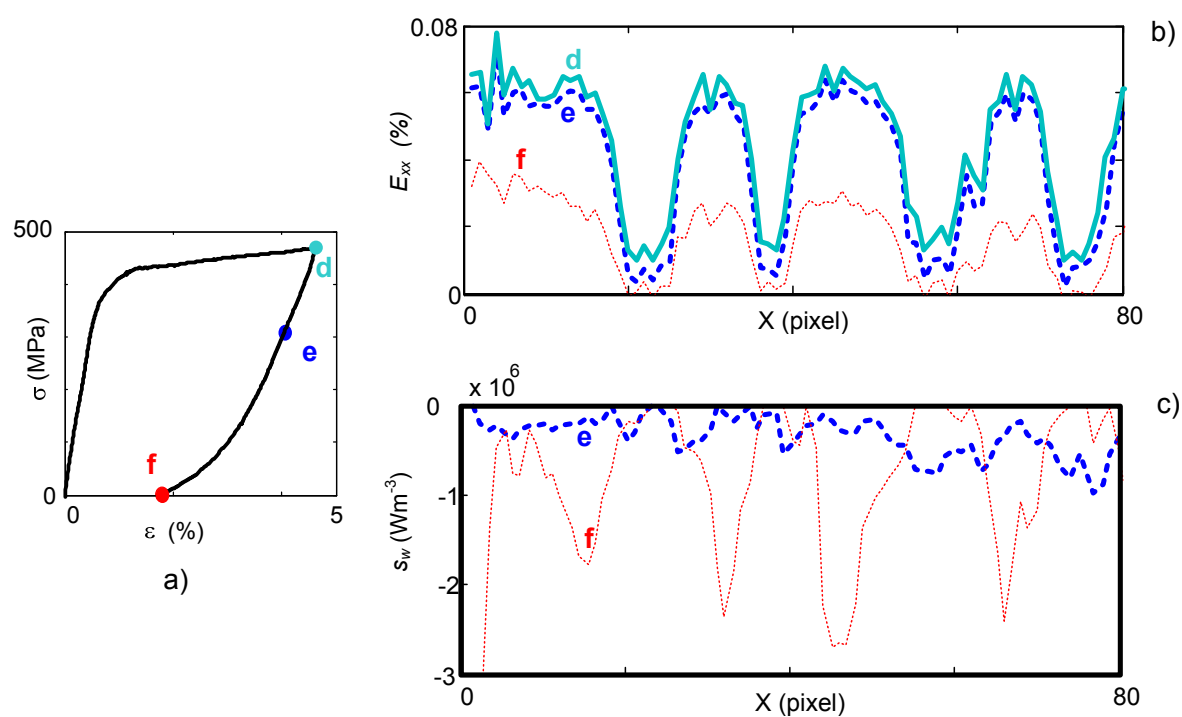 500
σ (MPa)
0
0
5
ε (%)
d
e
f
a)
0.08
E_xx (%)
0
0
80
X (pixel)
d
e
f
b)
x 10^6
0
-1
-2
-3
s_w (Wm^-3)
0
80
X (pixel)
e
f
c)